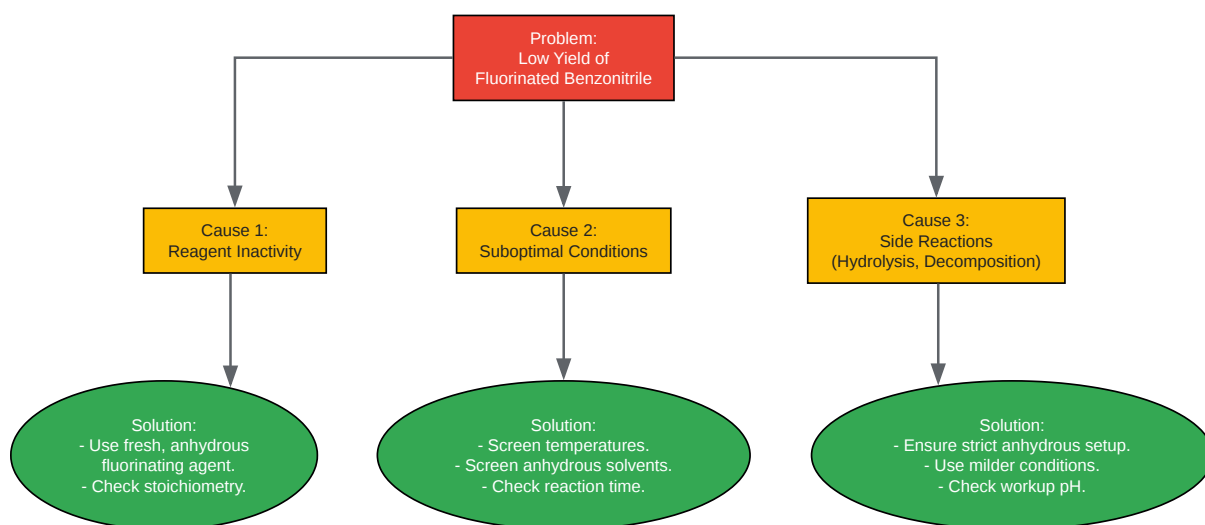 Problem:
Low Yield of
Fluorinated Benzonitrile
Cause 1:
Reagent Inactivity
Cause 2:
Suboptimal Conditions
Cause 3:
Side Reactions
(Hydrolysis, Decomposition)
Solution:
- Use fresh, anhydrous
fluorinating agent.
- Check stoichiometry.
Solution:
- Screen temperatures.
- Screen anhydrous solvents.
- Check reaction time.
Solution:
- Ensure strict anhydrous setup.
- Use milder conditions.
- Check workup pH.